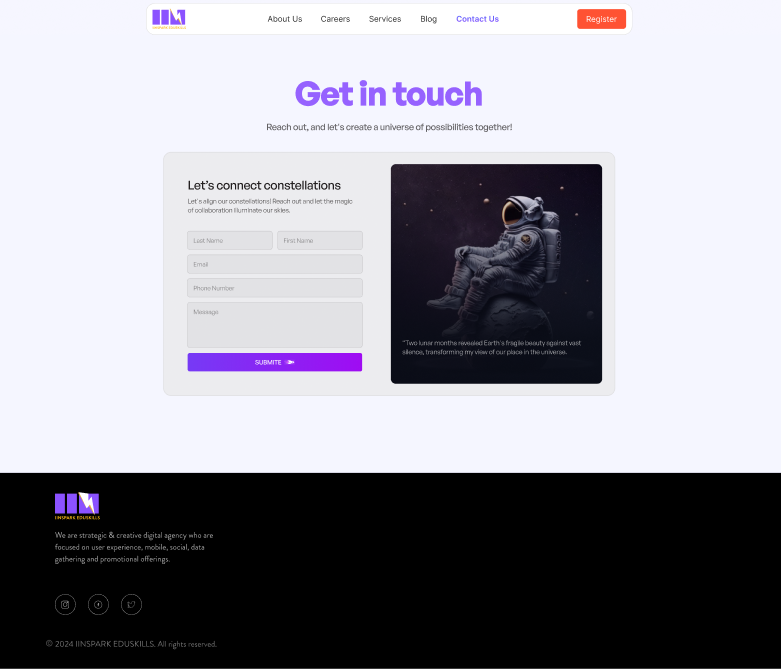 IINSPARK EDUSKILLS
About Us
Careers
Services
Blog
Contact Us
Register
Get in touch
Reach out, and let's create a universe of possibilities together!
Let's connect constellations
Let's align our constellations! Reach out and let the magic
of collaboration illuminate our skies.
Last Name
First Name
Email
Phone Number
Message
SUBMITE
"Two lunar months revealed Earth's fragile beauty against vast
silence, transforming my view of our place in the universe.
IINSPARK EDUSKILLS
We are strategic & creative digital agency who are
focused on user experience, mobile, social, data
gathering and promotional offerings.
© 2024 IINSPARK EDUSKILLS. All rights reserved.